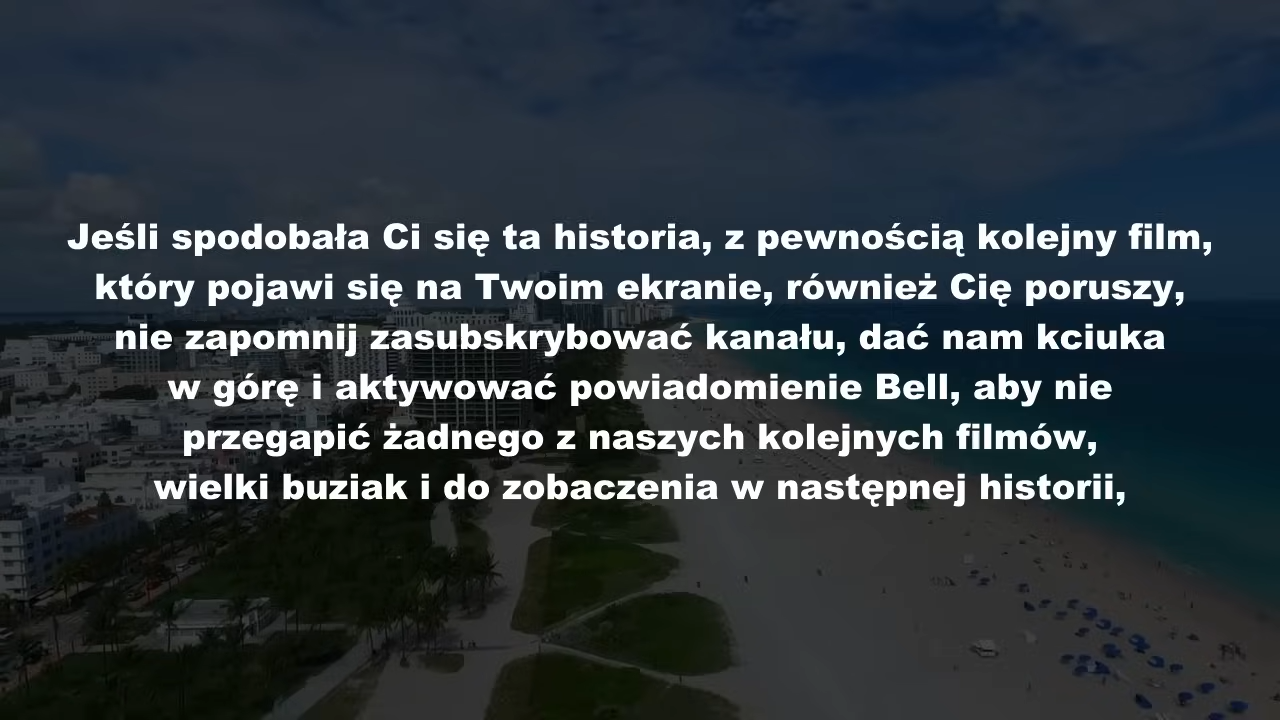 Jeśli spodobała Ci się ta historia, z pewnością kolejny film,
który pojawi się na Twoim ekranie, również Cię poruszy,
nie zapomnij zasubskrybować kanału, dać nam kciuka
w górę i aktywować powiadomienie Bell, aby nie
przegapić żadnego z naszych kolejnych filmów,
wielki buziak i do zobaczenia w następnej historii,